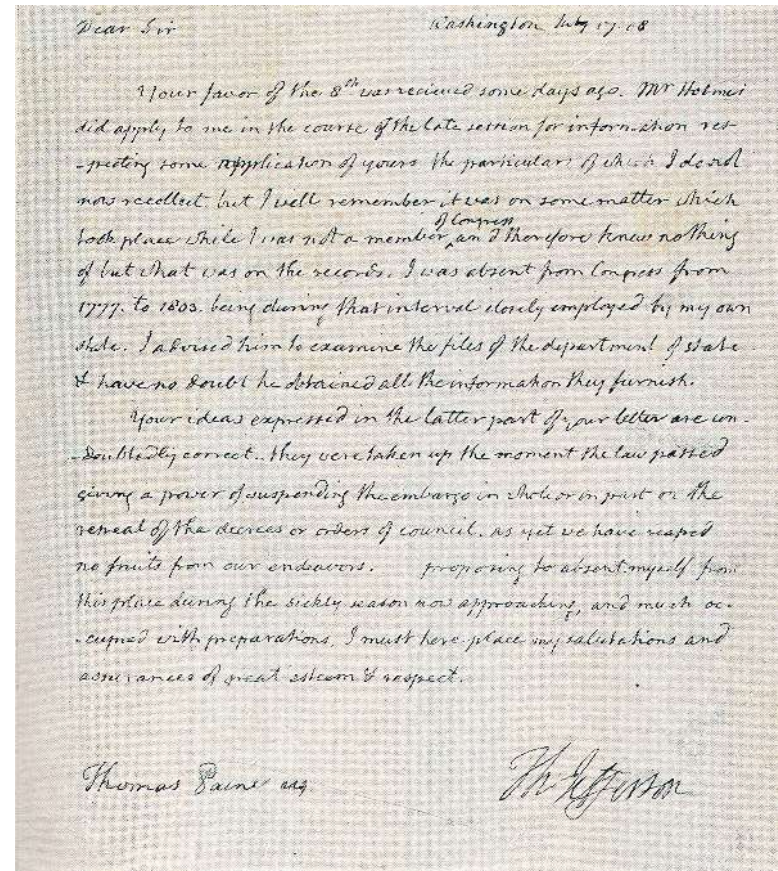 Dear Sir Washington July 17. 08
Your favor of the 8th was recieved some days ago. Mr Holmes
did apply to me in the course of the late session for information res-
-pecting some application of yours the particulars of which I do not
now recollect but I well remember it was on some matter which
took place while I was not a member of Congress, and therefore knew nothing
of but what was on the records. I was absent from Congress from
1777. to 1803. being during that interval closely employed by my own
state. I advised him to examine the files of the department of state
& have no doubt he obtained all the information they furnish.
Your ideas expressed in the latter part of your letter are un-
-doubtedly correct. they were taken up the moment the law passed
giving a power of suspending the embargo in whole or in part on the
repeal of the decrees or orders of council. as yet we have reaped
no fruits from our endeavors. proposing to absent myself from
this place during the sickly season now approaching, and much oc-
-cupied with preparations, I must here place my salutations and
assurances of great esteem & respect.
Thomas Paine esq. Th Jefferson